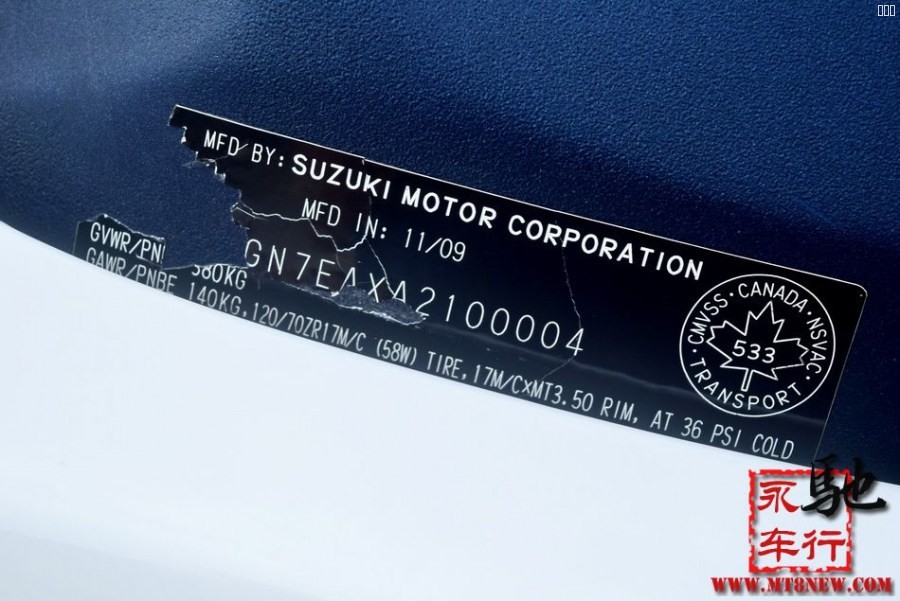 MFD BY: SUZUKI MOTOR CORPORATION
MFD IN: 11/09
GN7EAXA2100004
GVWR/PN
380KG
GAWR/PNBE 140KG, 120/70ZR17M/C (58W) TIRE, 17M/C×MT3.50 RIM, AT 36 PSI COLD
CMVSS · CANADA · NSVAC · TRANSPORT ·
533
永驰
车行
WWW.MT8NEW.COM